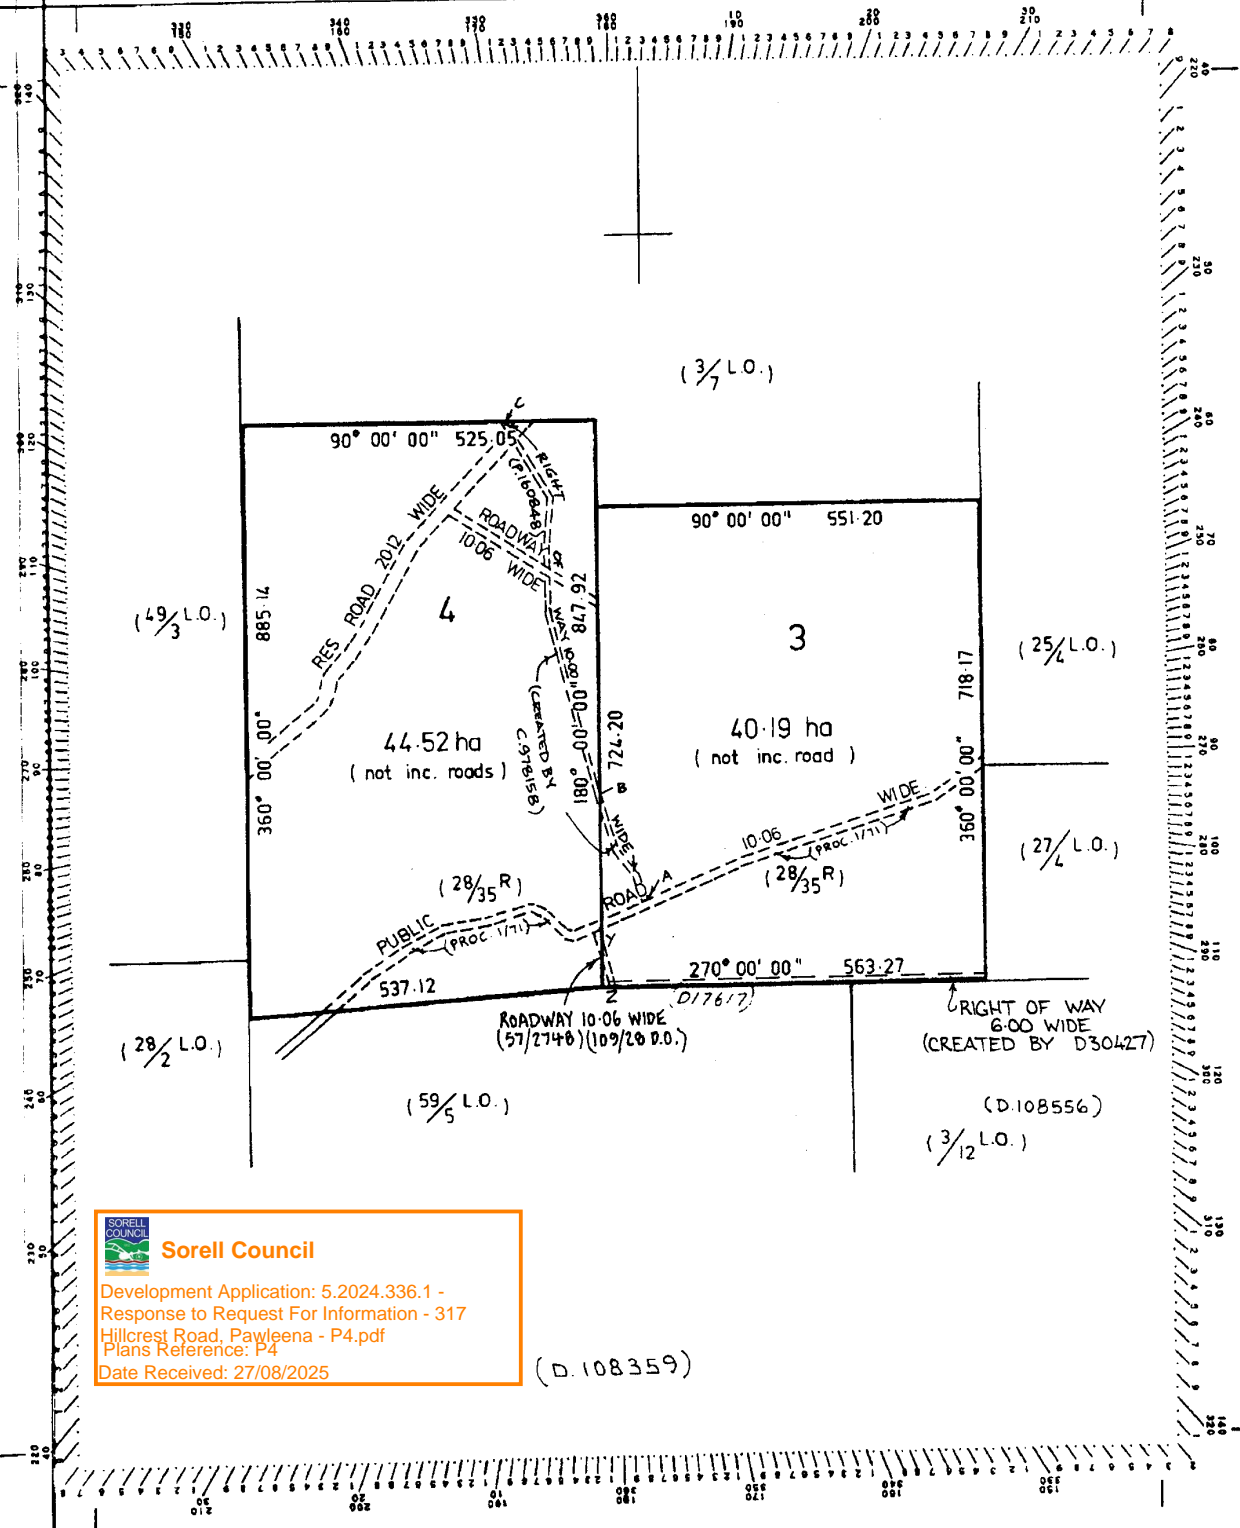 ( 3/7 L.O. )
C
90° 00' 00" 525·05
RIGHT
(P.160848)
RES ROAD 20·12 WIDE
ROADWAY
10·06 WIDE
OF
90° 00' 00" 551·20
4
3
( 49/3 L.O. )
885·14
360° 00' 00"
847·92
180° 00' 00"
WAY 10·00
WIDE
(CREATED BY
C.978158)
724·20
B
44·52 ha
( not inc. roads )
40·19 ha
( not inc. road )
718·17
360° 00' 00"
( 25/4 L.O. )
( 27/4 L.O. )
WIDE
10·06
(PROC. 1/71)
( 28/35 R )
ROAD
A
( 28/35 R )
PUBLIC
(PROC. 1/71)
Y
537·12
270° 00' 00" 563·27
Z
(D17617)
ROADWAY 10·06 WIDE
(57/2748)(109/28 D.O.)
RIGHT OF WAY
6·00 WIDE
(CREATED BY D30427)
( 28/2 L.O. )
( 59/5 L.O. )
(D.108556)
( 3/12 L.O. )
SORELL
COUNCIL
Sorell Council
Development Application: 5.2024.336.1 -
Response to Request For Information - 317
Hillcrest Road, Pawleena - P4.pdf
Plans Reference: P4
Date Received: 27/08/2025
(D.108359)